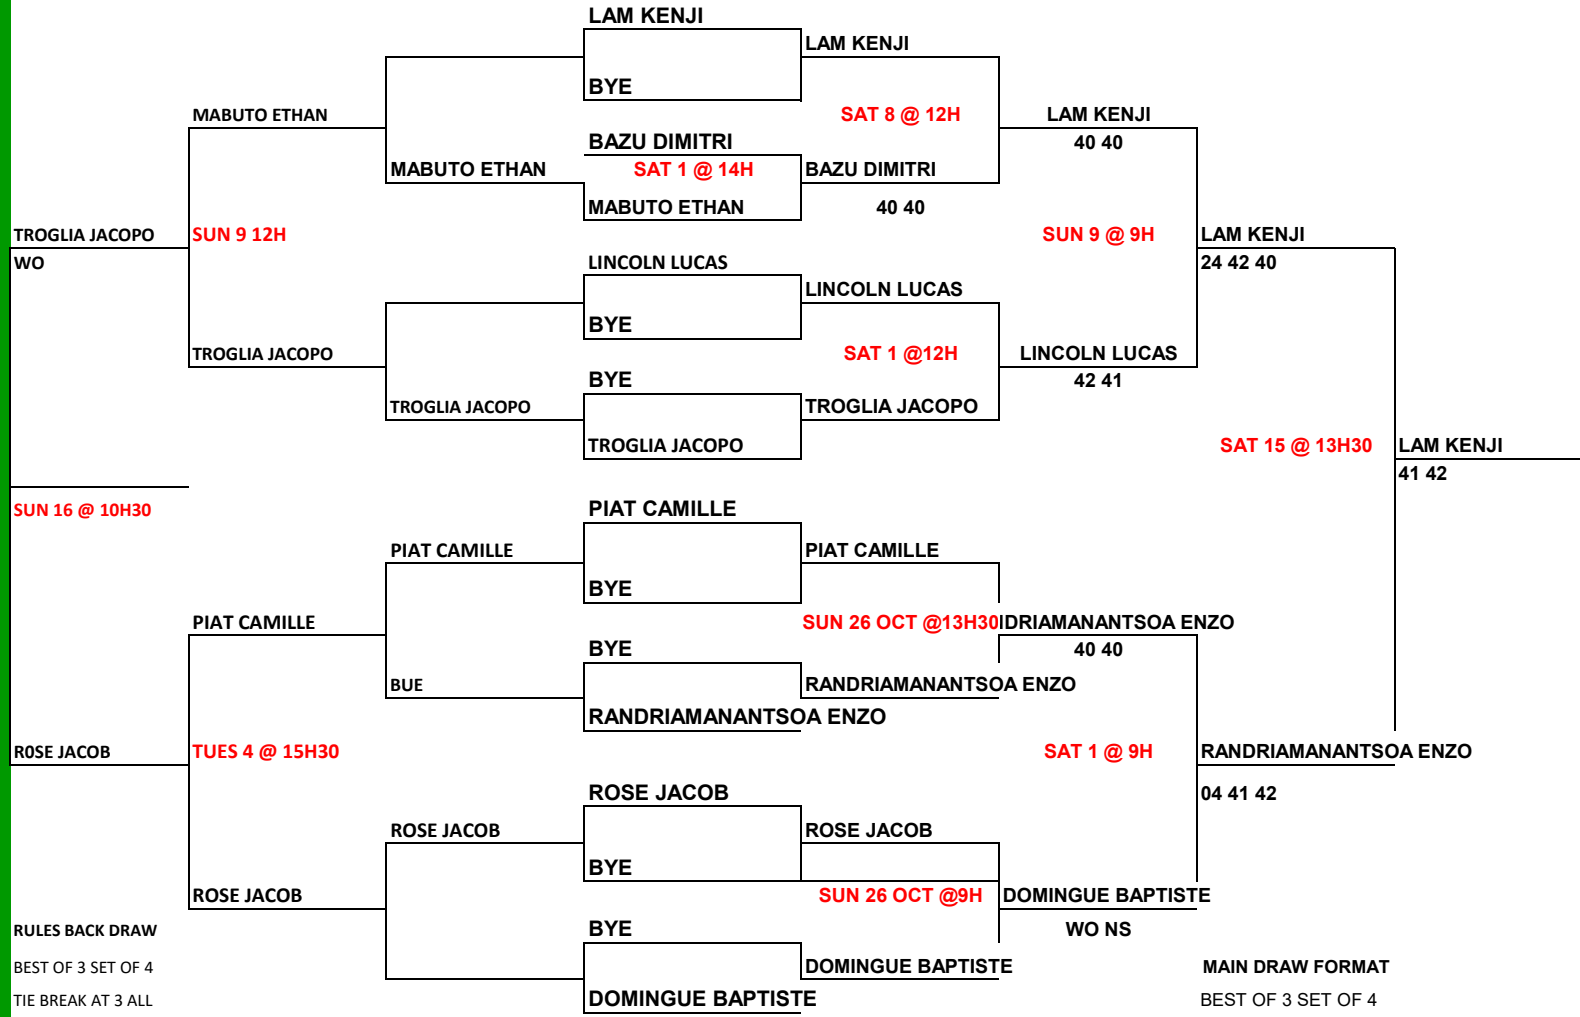 LAM KENJI
LAM KENJI
BYE
MABUTO ETHAN
SAT 8 @ 12H
LAM KENJI
BAZU DIMITRI
40 40
MABUTO ETHAN
SAT 1 @ 14H
BAZU DIMITRI
MABUTO ETHAN
40 40
TROGLIA JACOPO
SUN 9 12H
SUN 9 @ 9H
LAM KENJI
WO
LINCOLN LUCAS
24 42 40
LINCOLN LUCAS
BYE
TROGLIA JACOPO
SAT 1 @12H
LINCOLN LUCAS
BYE
42 41
TROGLIA JACOPO
TROGLIA JACOPO
TROGLIA JACOPO
SAT 15 @ 13H30
LAM KENJI
41 42
SUN 16 @ 10H30
PIAT CAMILLE
PIAT CAMILLE
PIAT CAMILLE
BYE
PIAT CAMILLE
SUN 26 OCT @13H30
IDRIAMANANTSOA ENZO
BYE
40 40
BUE
RANDRIAMANANTSOA ENZO
RANDRIAMANANTSOA ENZO
R0SE JACOB
TUES 4 @ 15H30
SAT 1 @ 9H
RANDRIAMANANTSOA ENZO
ROSE JACOB
04 41 42
ROSE JACOB
ROSE JACOB
BYE
ROSE JACOB
SUN 26 OCT @9H
DOMINGUE BAPTISTE
RULES BACK DRAW
BYE
WO NS
BEST OF 3 SET OF 4
DOMINGUE BAPTISTE
MAIN DRAW FORMAT
TIE BREAK AT 3 ALL
DOMINGUE BAPTISTE
BEST OF 3 SET OF 4